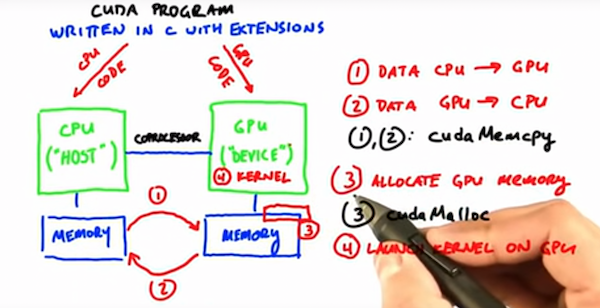 CUDA PROGRAM
WRITTEN IN C WITH EXTENSIONS
CPU CODE
GPU CODE
CPU
("HOST")
COPROCESSOR
GPU
("DEVICE")
④ KERNEL
①
MEMORY
MEMORY
③
②
① DATA CPU → GPU
② DATA GPU → CPU
①,②: cudaMemcpy
③ ALLOCATE GPU MEMORY
③ cudaMalloc
④ LAUNCH KERNEL ON GPU